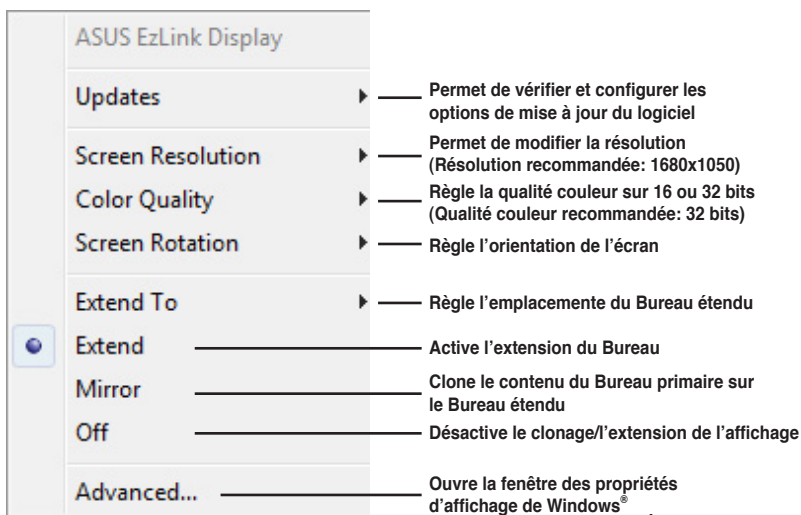 ASUS EzLink Display
Updates
Permet de vérifier et configurer les
options de mise à jour du logiciel
Screen Resolution
Permet de modifier la résolution
(Résolution recommandée: 1680x1050)
Color Quality
Règle la qualité couleur sur 16 ou 32 bits
(Qualité couleur recommandée: 32 bits)
Screen Rotation
Règle l'orientation de l'écran
Extend To
Règle l'emplacemente du Bureau étendu
Extend
Active l'extension du Bureau
Mirror
Clone le contenu du Bureau primaire sur
le Bureau étendu
Off
Désactive le clonage/l'extension de l'affichage
Advanced...
Ouvre la fenêtre des propriétés
d'affichage de Windows®